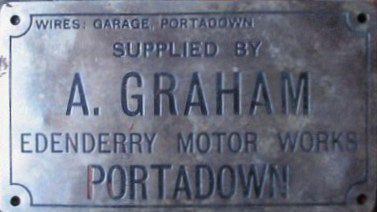 WIRES: GARAGE, PORTADOWN
SUPPLIED BY
A. GRAHAM
EDENDERRY MOTOR WORKS
PORTADOWN